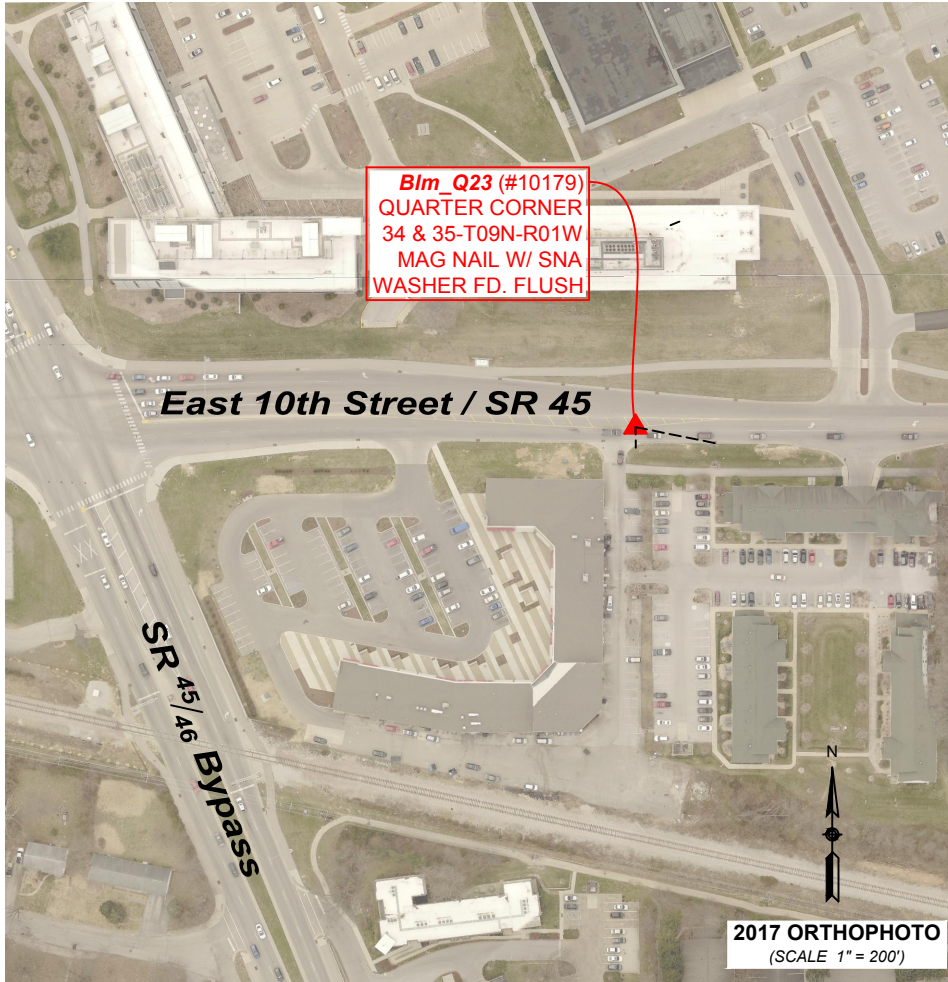 Blm_Q23 (#10179)
QUARTER CORNER
34 & 35-T09N-R01W
MAG NAIL W/ SNA
WASHER FD. FLUSH
East 10th Street / SR 45
SR 45/46 Bypass
N
2017 ORTHOPHOTO
(SCALE 1" = 200')